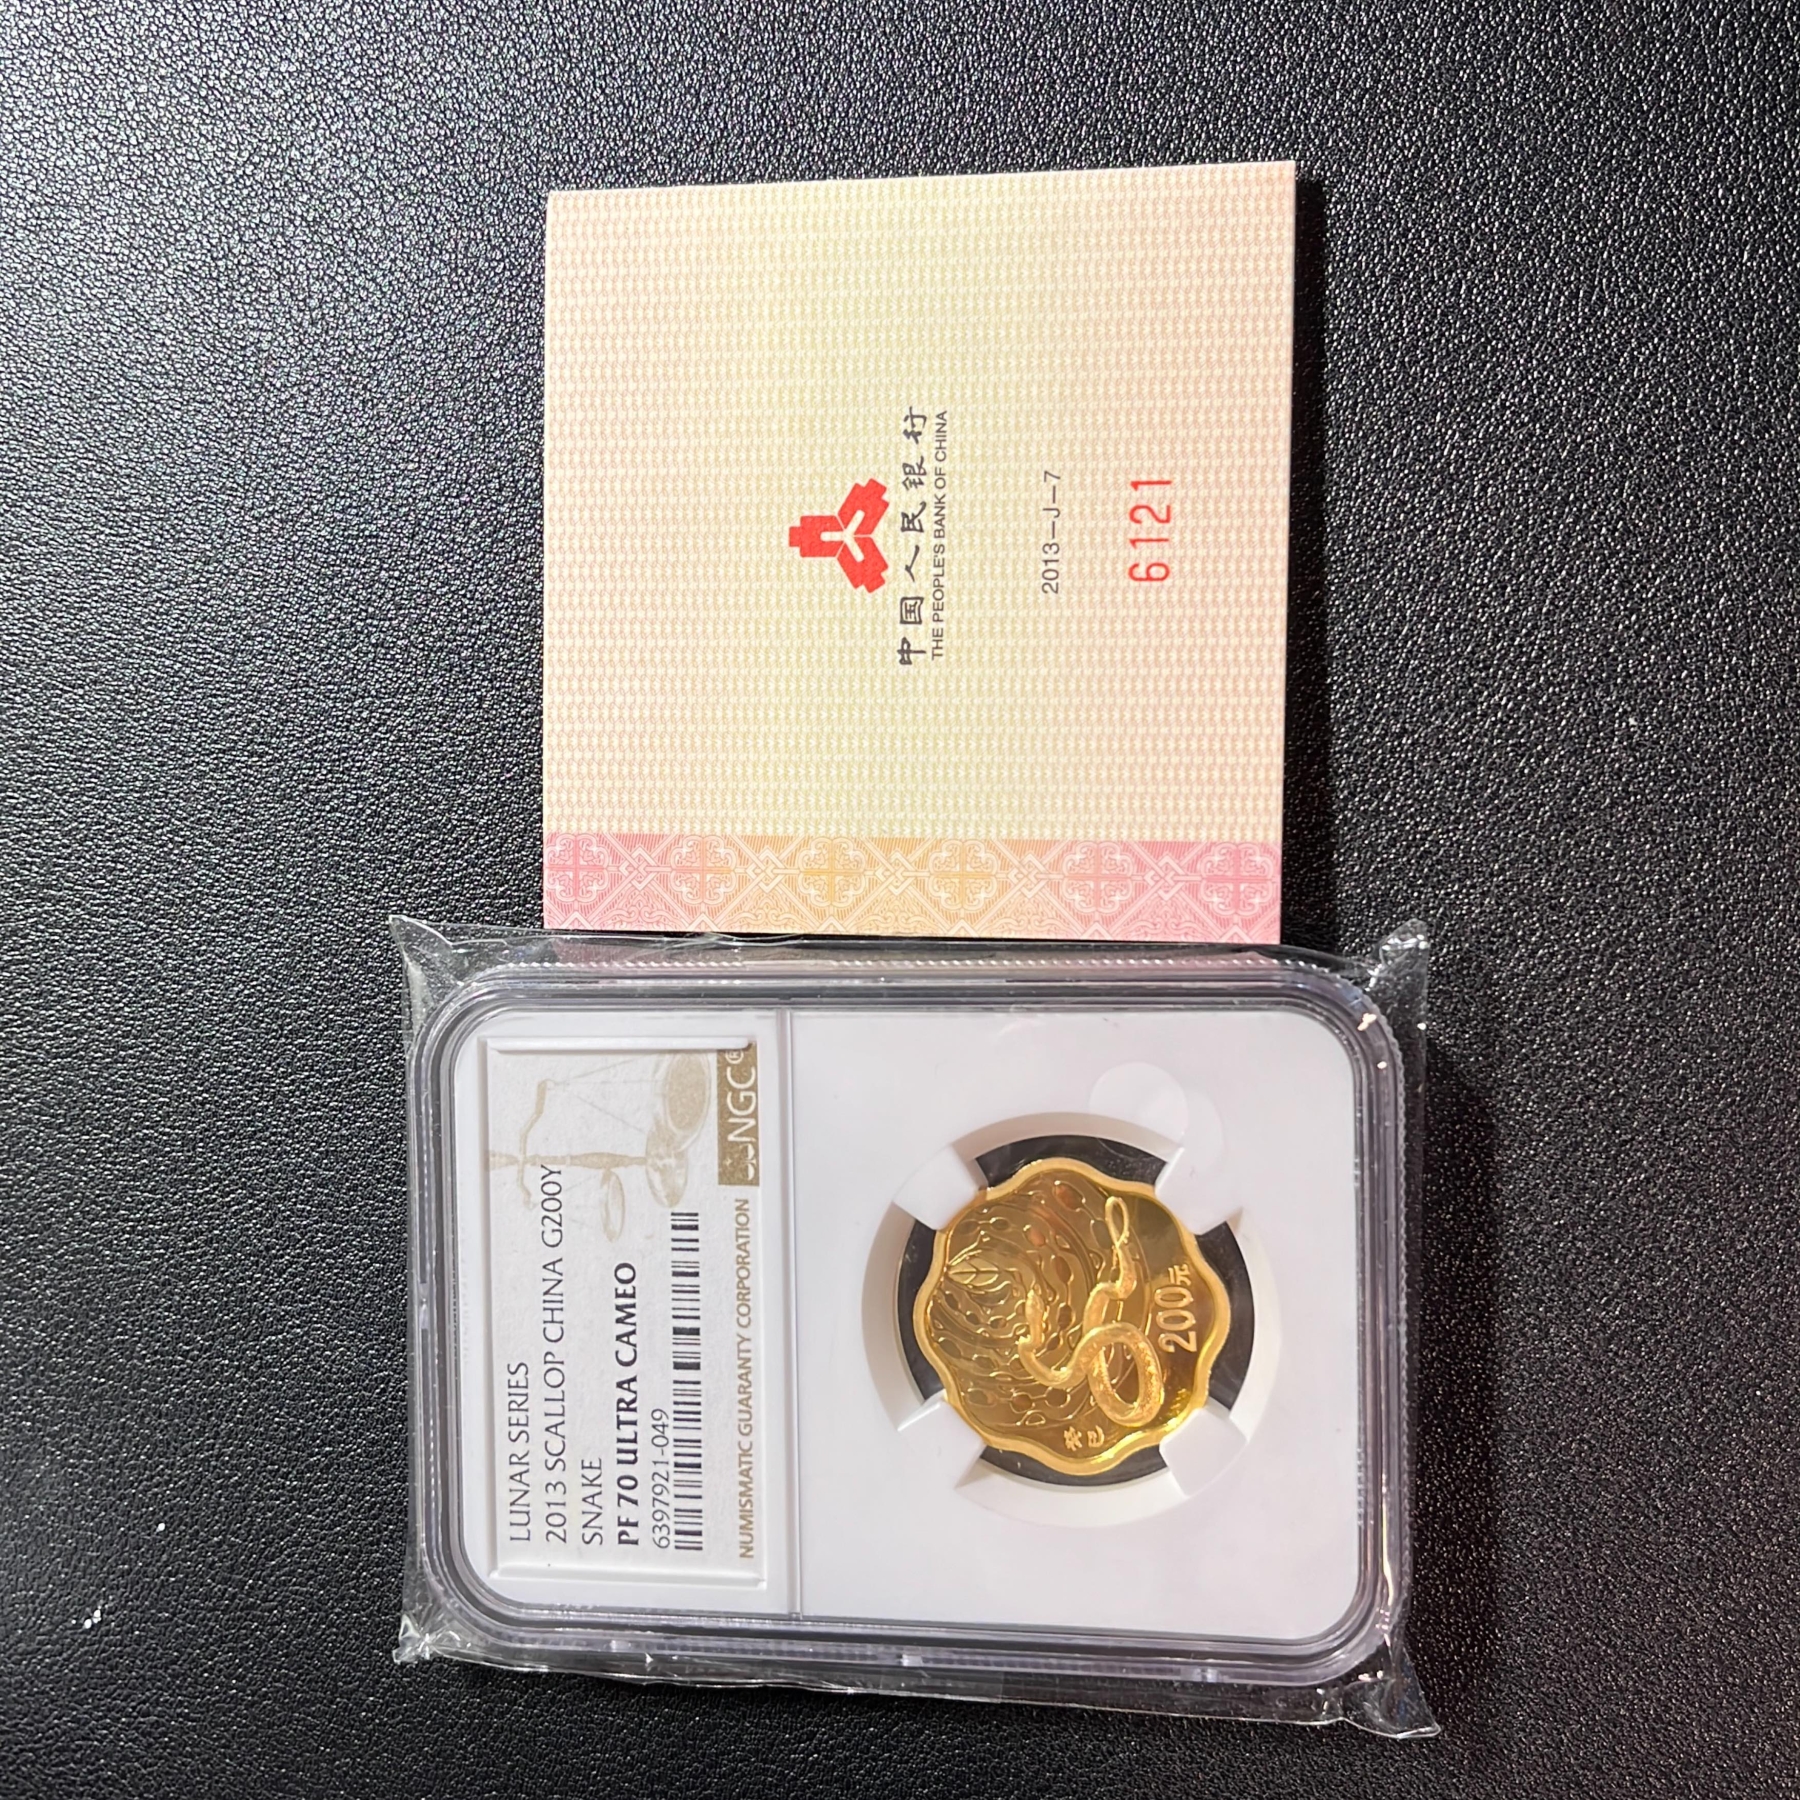 中国人民银行
THE PEOPLE'S BANK OF CHINA
2013—J—7
6121
LUNAR SERIES
2013 SCALLOP CHINA G200Y
SNAKE
PF 70 ULTRA CAMEO
6397921-049
NUMISMATIC GUARANTY CORPORATION
NGC®
癸巳
200元